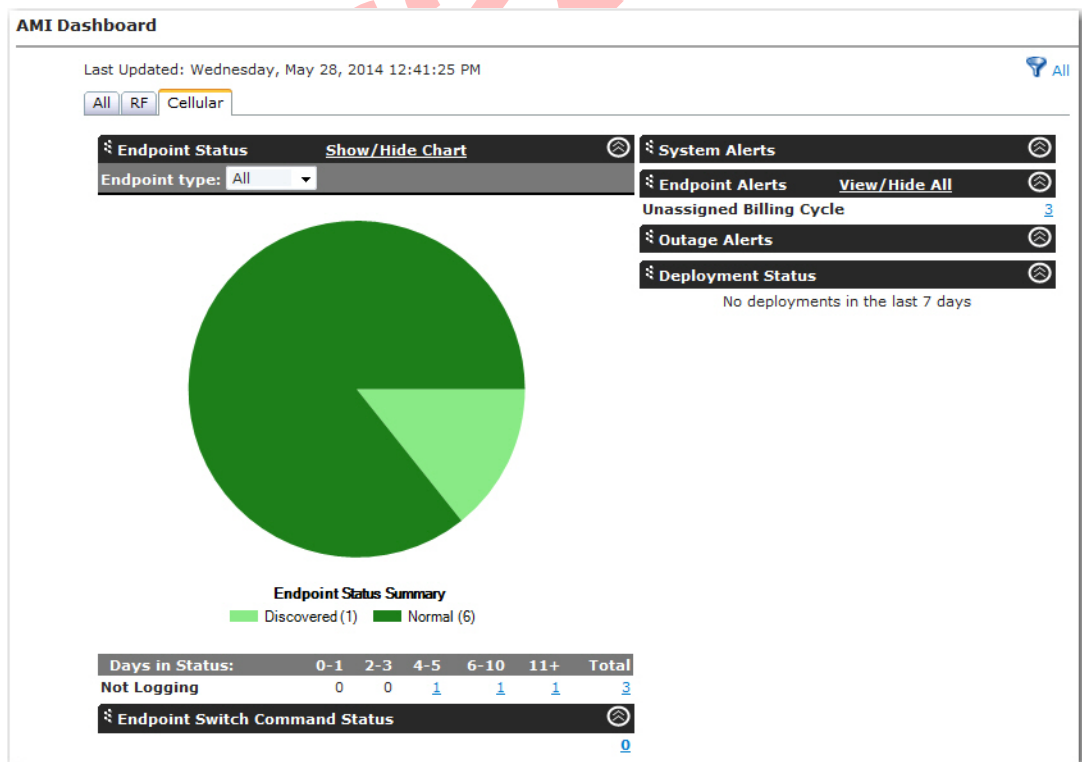 AMI Dashboard
Last Updated: Wednesday, May 28, 2014 12:41:25 PM
All
All RF Cellular
Endpoint Status Show/Hide Chart
Endpoint type: All
Endpoint Status Summary
Discovered (1) Normal (6)
Days in Status: 0-1 2-3 4-5 6-10 11+ Total
Not Logging 0 0 1 1 1 3
Endpoint Switch Command Status
0
System Alerts
Endpoint Alerts View/Hide All
Unassigned Billing Cycle 3
Outage Alerts
Deployment Status
No deployments in the last 7 days